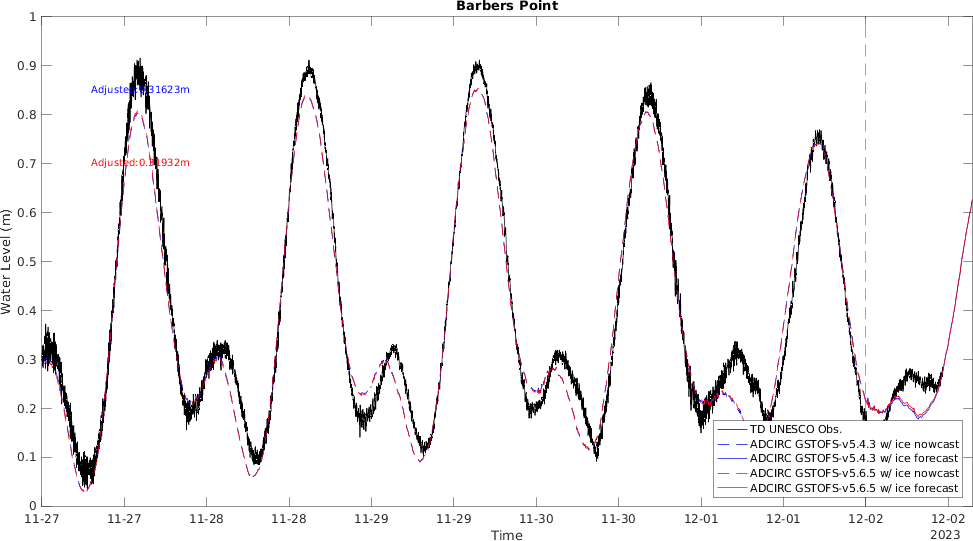 Barbers Point
1
0.9
0.8
0.7
0.6
0.5
0.4
0.3
0.2
0.1
0
Water Level (m)
Adjusted:0.31623m
Adjusted:0.31932m
TD UNESCO Obs.
ADCIRC GSTOFS-v5.4.3 w/ ice nowcast
ADCIRC GSTOFS-v5.4.3 w/ ice forecast
ADCIRC GSTOFS-v5.6.5 w/ ice nowcast
ADCIRC GSTOFS-v5.6.5 w/ ice forecast
11-27 11-27 11-28 11-28 11-29 11-29 11-30 11-30 12-01 12-01 12-02 12-02
2023
Time